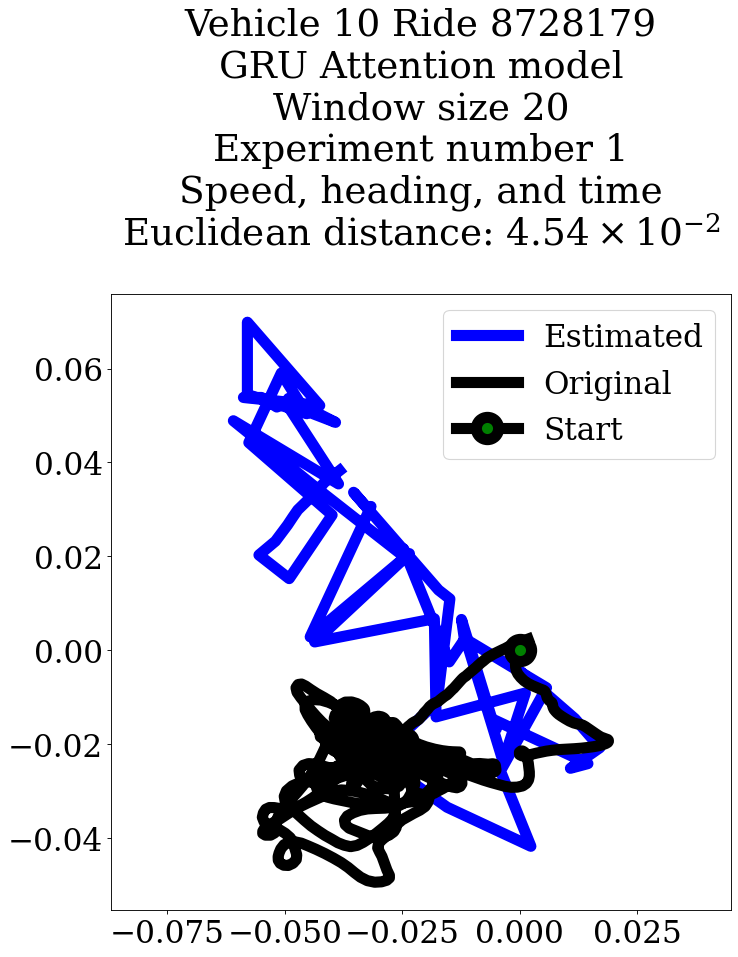 Vehicle 10 Ride 8728179
GRU Attention model
Window size 20
Experiment number 1
Speed, heading, and time
Euclidean distance: 4.54 × 10⁻²
Estimated
Original
Start
0.06
0.04
0.02
0.00
−0.02
−0.04
−0.075 −0.050 −0.025 0.000 0.025